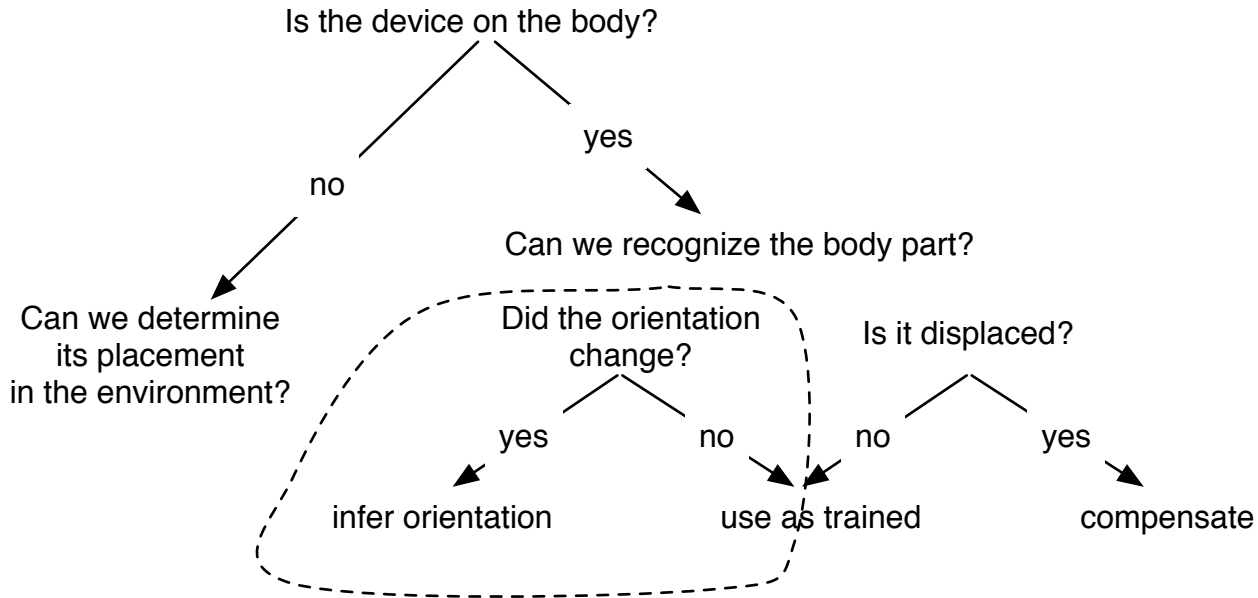 Is the device on the body?
yes
no
Can we recognize the body part?
Can we determine
its placement
in the environment?
Did the orientation
change?
Is it displaced?
yes
no
no
yes
infer orientation
use as trained
compensate